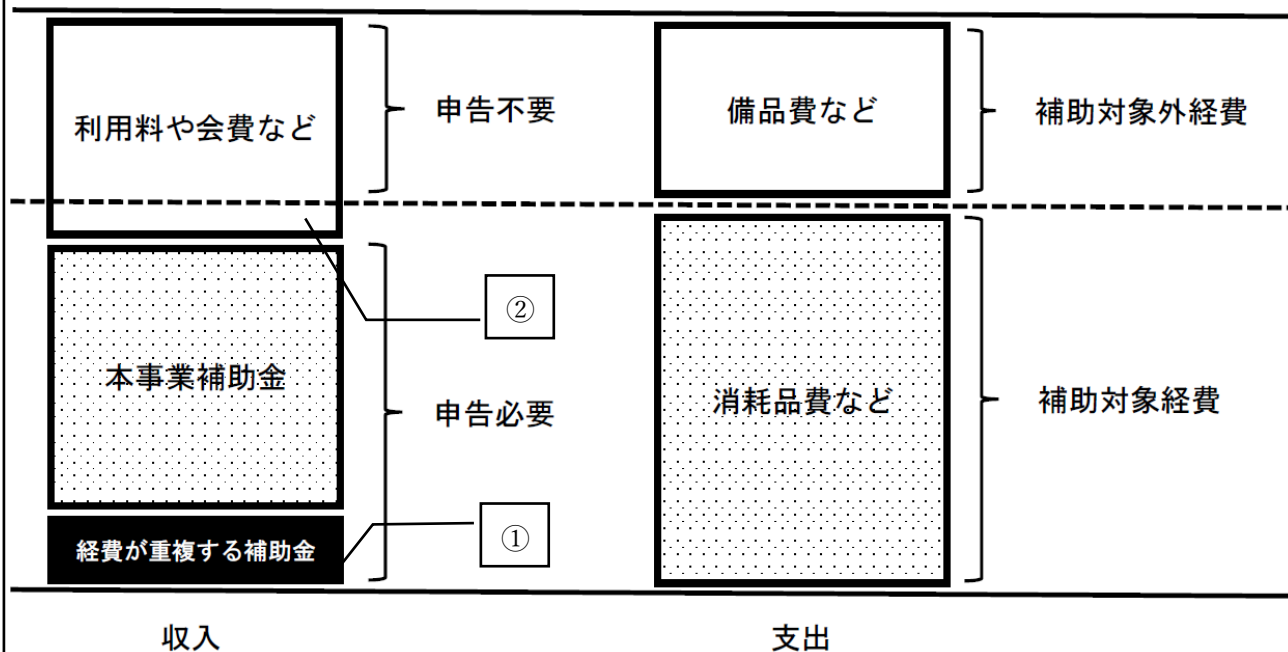 利用料や会費など
申告不要
備品費など
補助対象外経費
②
本事業補助金
申告必要
消耗品費など
補助対象経費
経費が重複する補助金
①
収入
支出